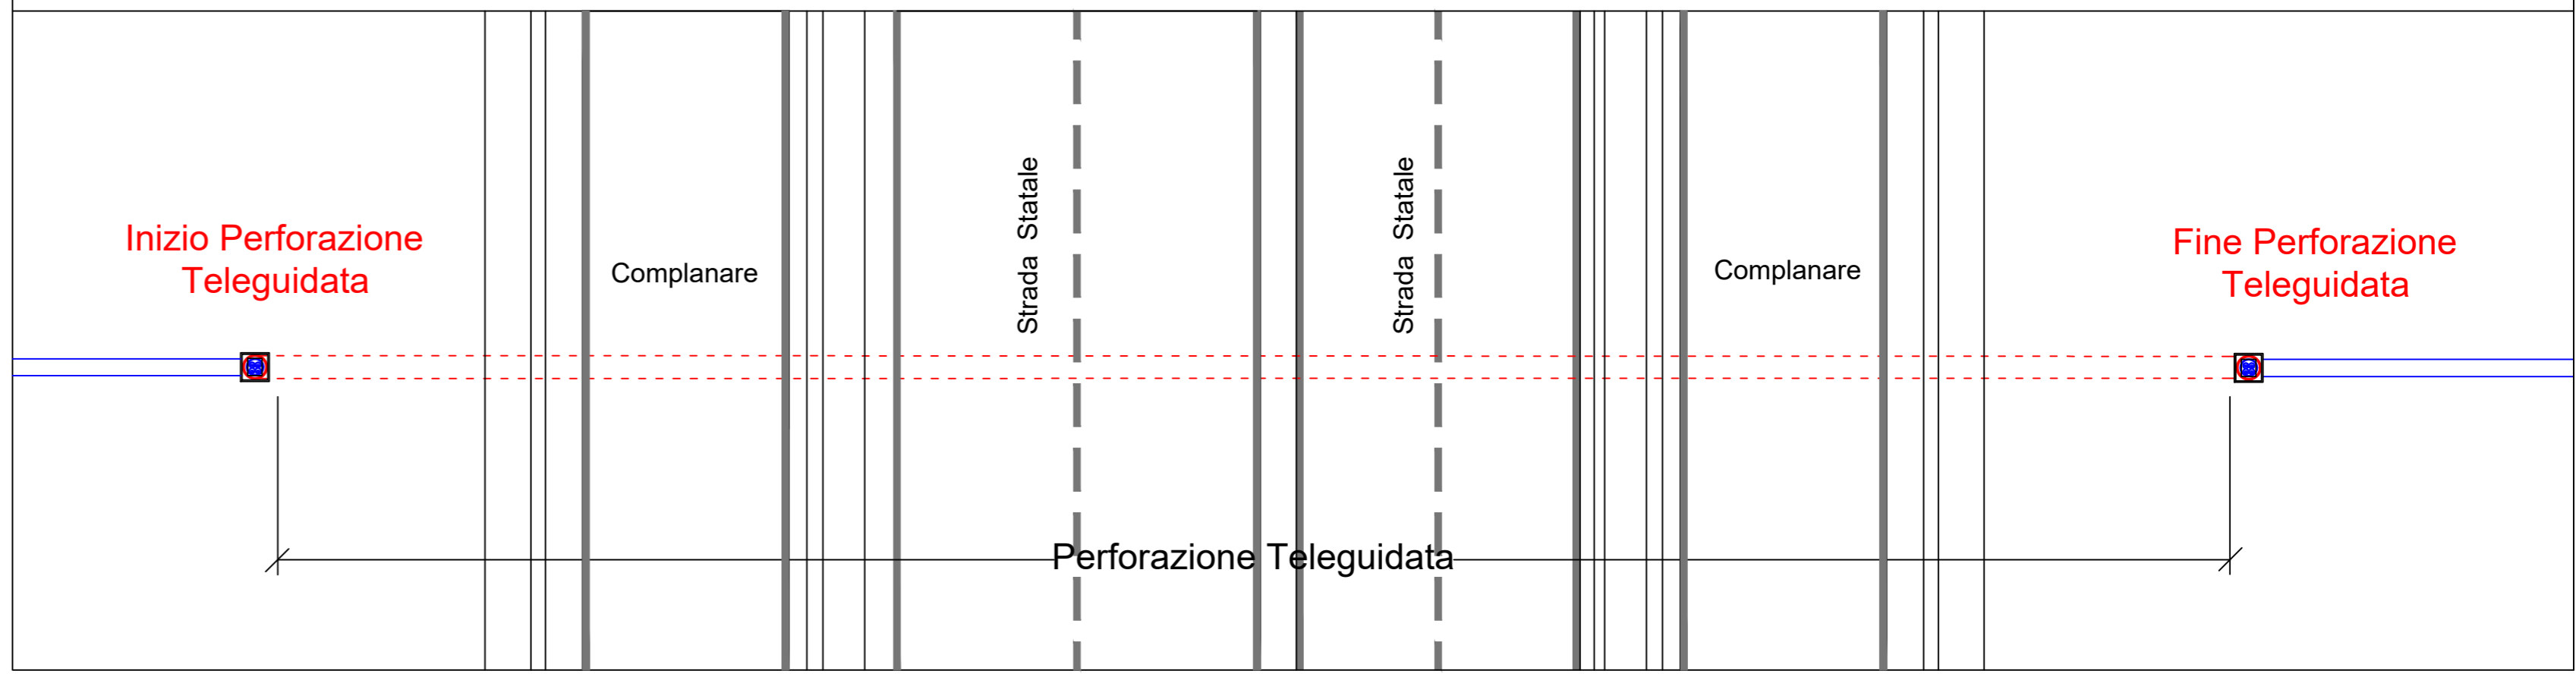 Inizio Perforazione
Teleguidata
Complanare
Strada Statale
Strada Statale
Complanare
Fine Perforazione
Teleguidata
Perforazione Teleguidata